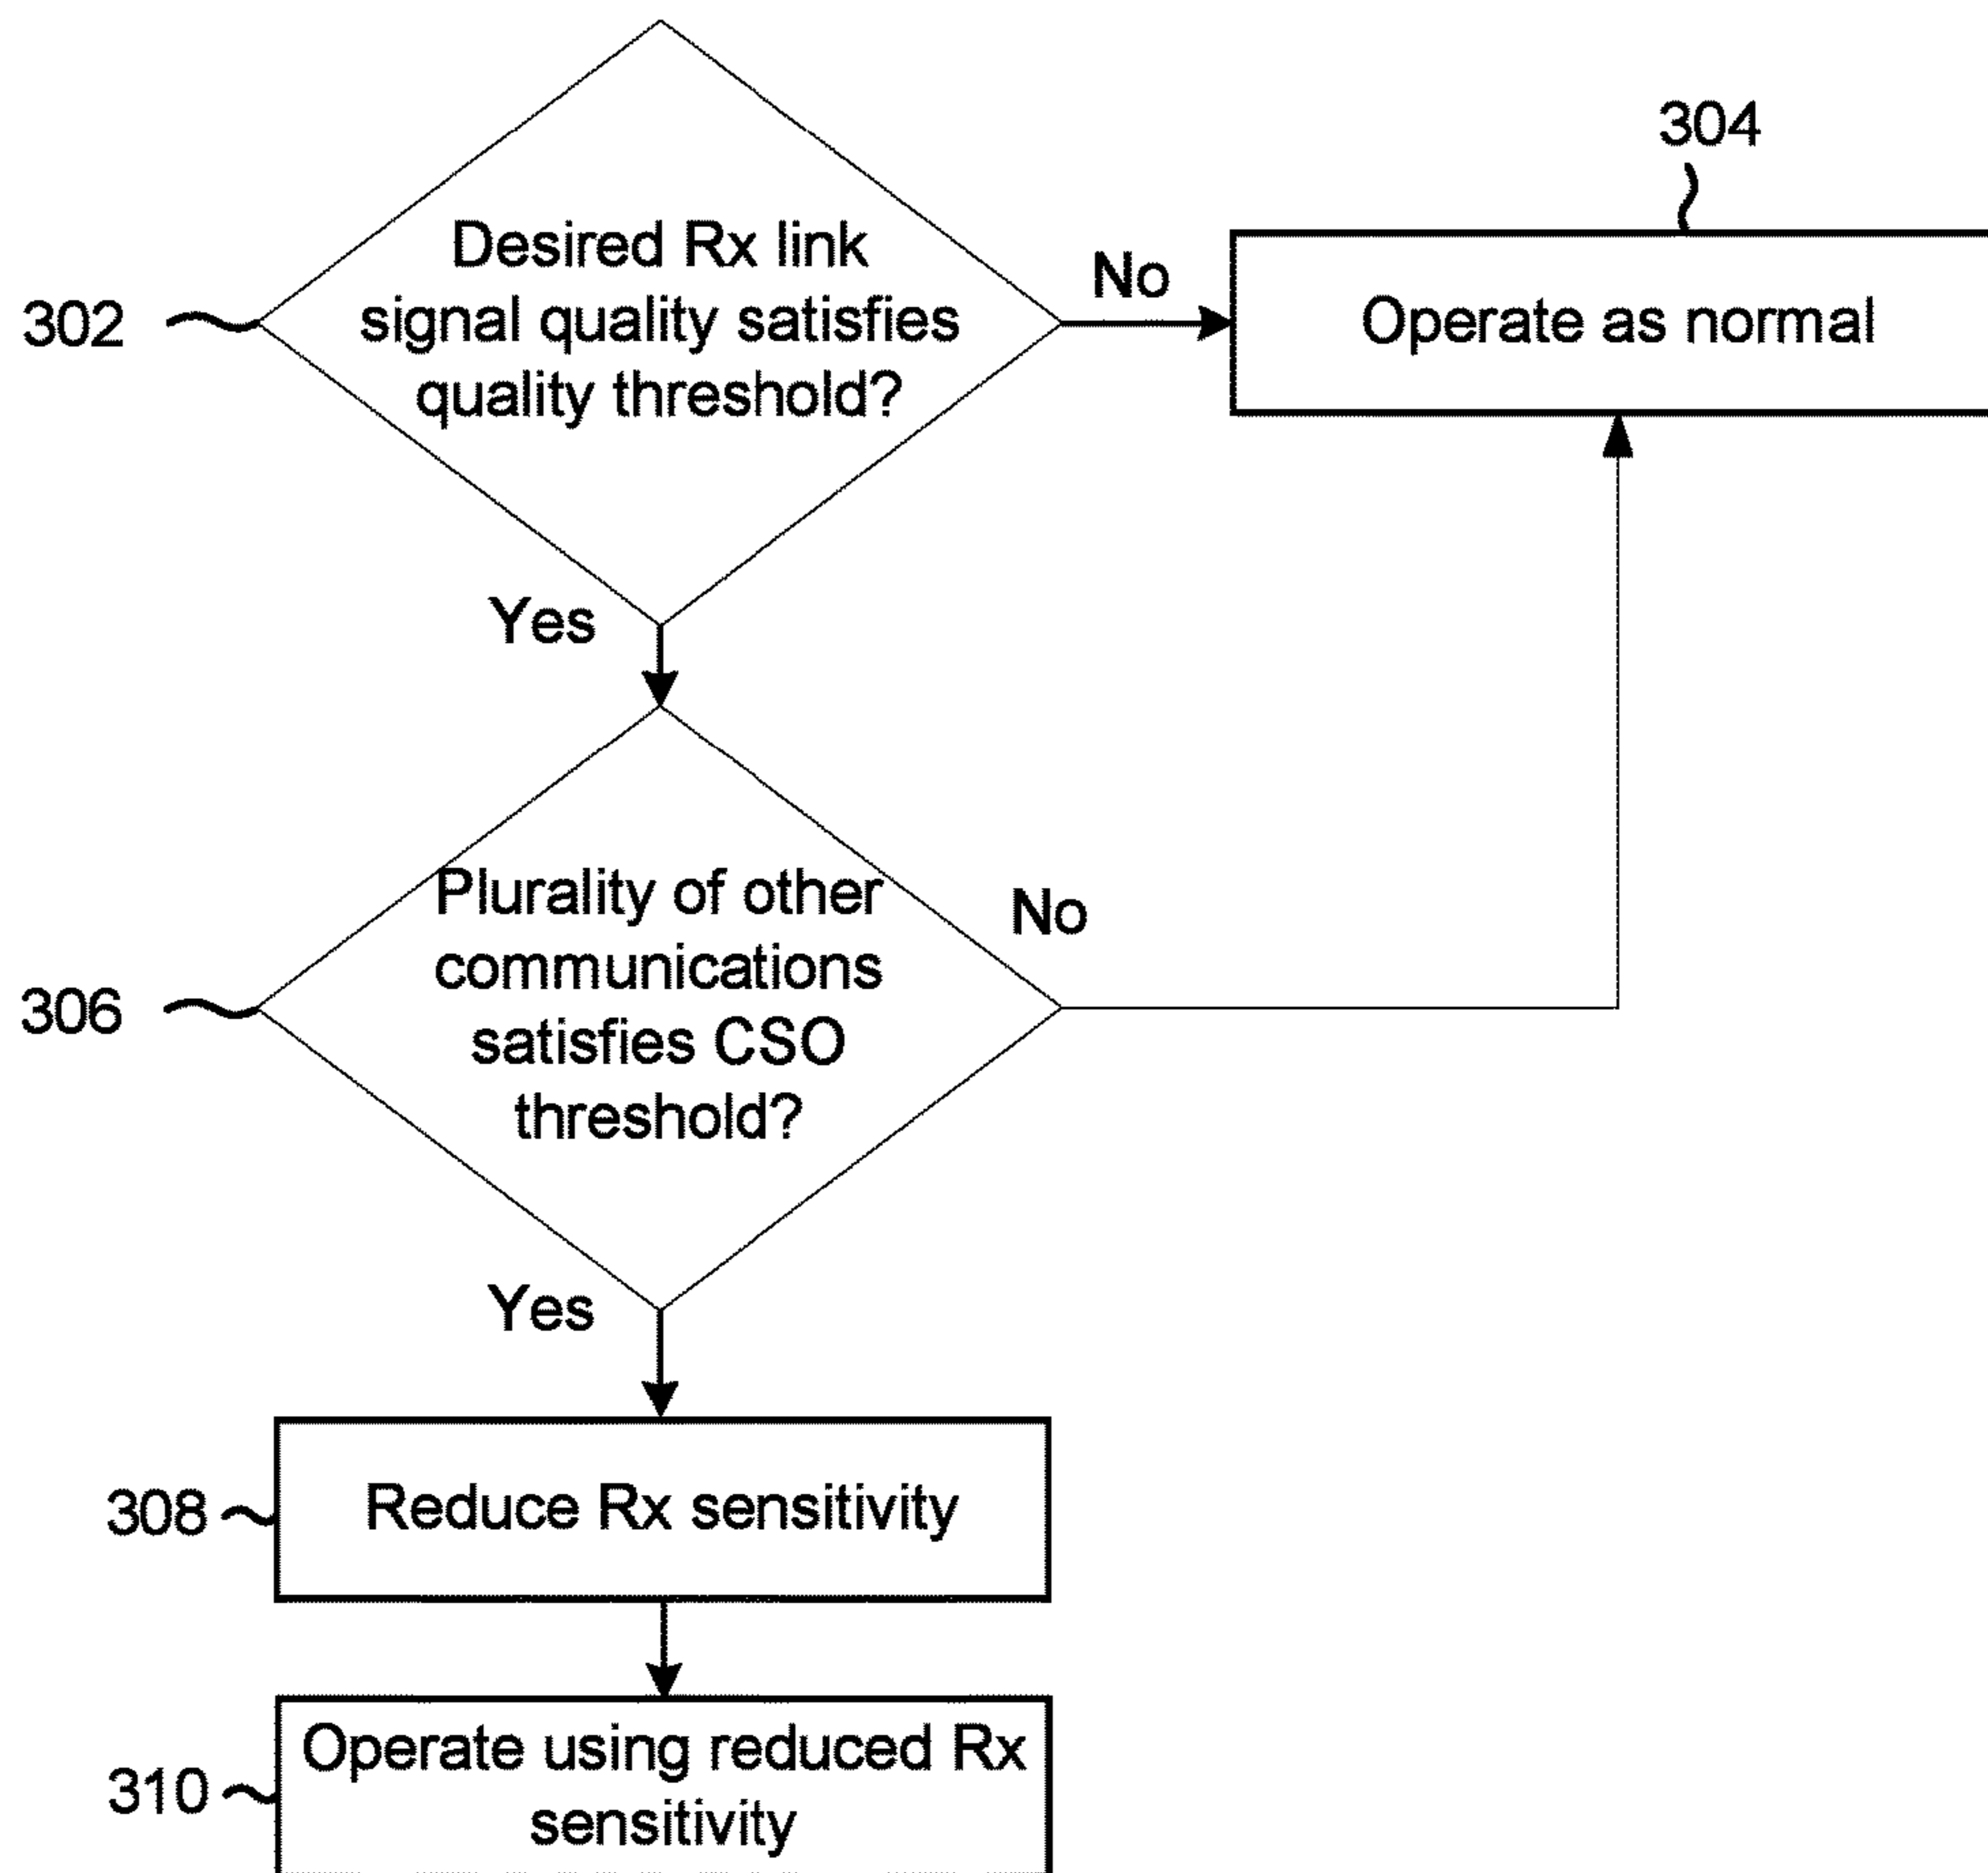 304
Desired Rx link
signal quality satisfies
quality threshold?
302
No
Operate as normal
Yes
Plurality of other
communications
satisfies CSO
threshold?
306
No
Yes
308
Reduce Rx sensitivity
310
Operate using reduced Rx
sensitivity